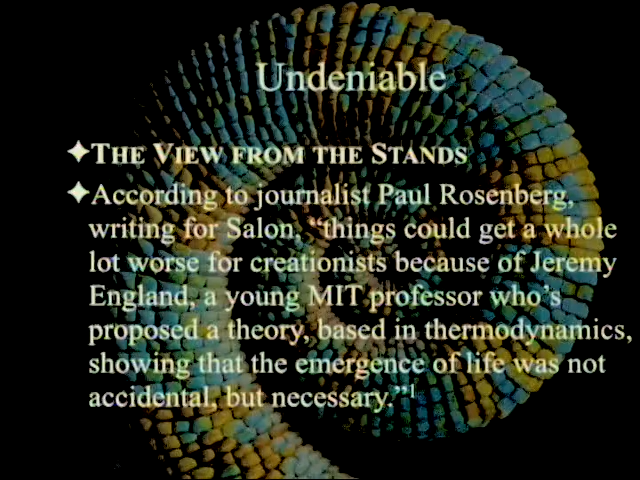 Undeniable
✦THE VIEW FROM THE STANDS
✦According to journalist Paul Rosenberg,
writing for Salon, “things could get a whole
lot worse for creationists because of Jeremy
England, a young MIT professor who’s
proposed a theory, based in thermodynamics,
showing that the emergence of life was not
accidental, but necessary.”1